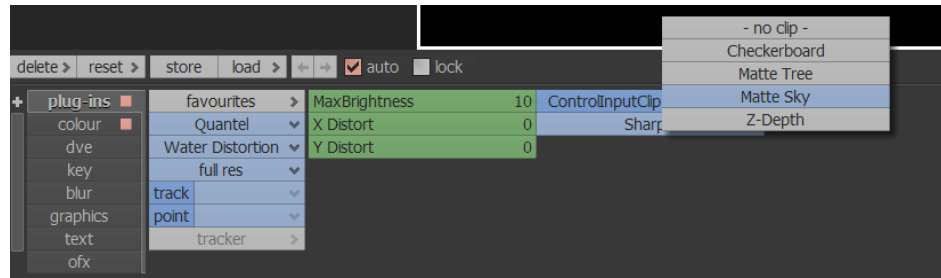 - no clip -
Checkerboard
Matte Tree
Matte Sky
Z-Depth
delete > reset > store load > ← → auto lock
+ plug-ins favourites > MaxBrightness 10 ControlInputClip
colour Quantel X Distort 0 Sharp
dve Water Distortion Y Distort 0
key full res
blur track
graphics point
text tracker >
ofx